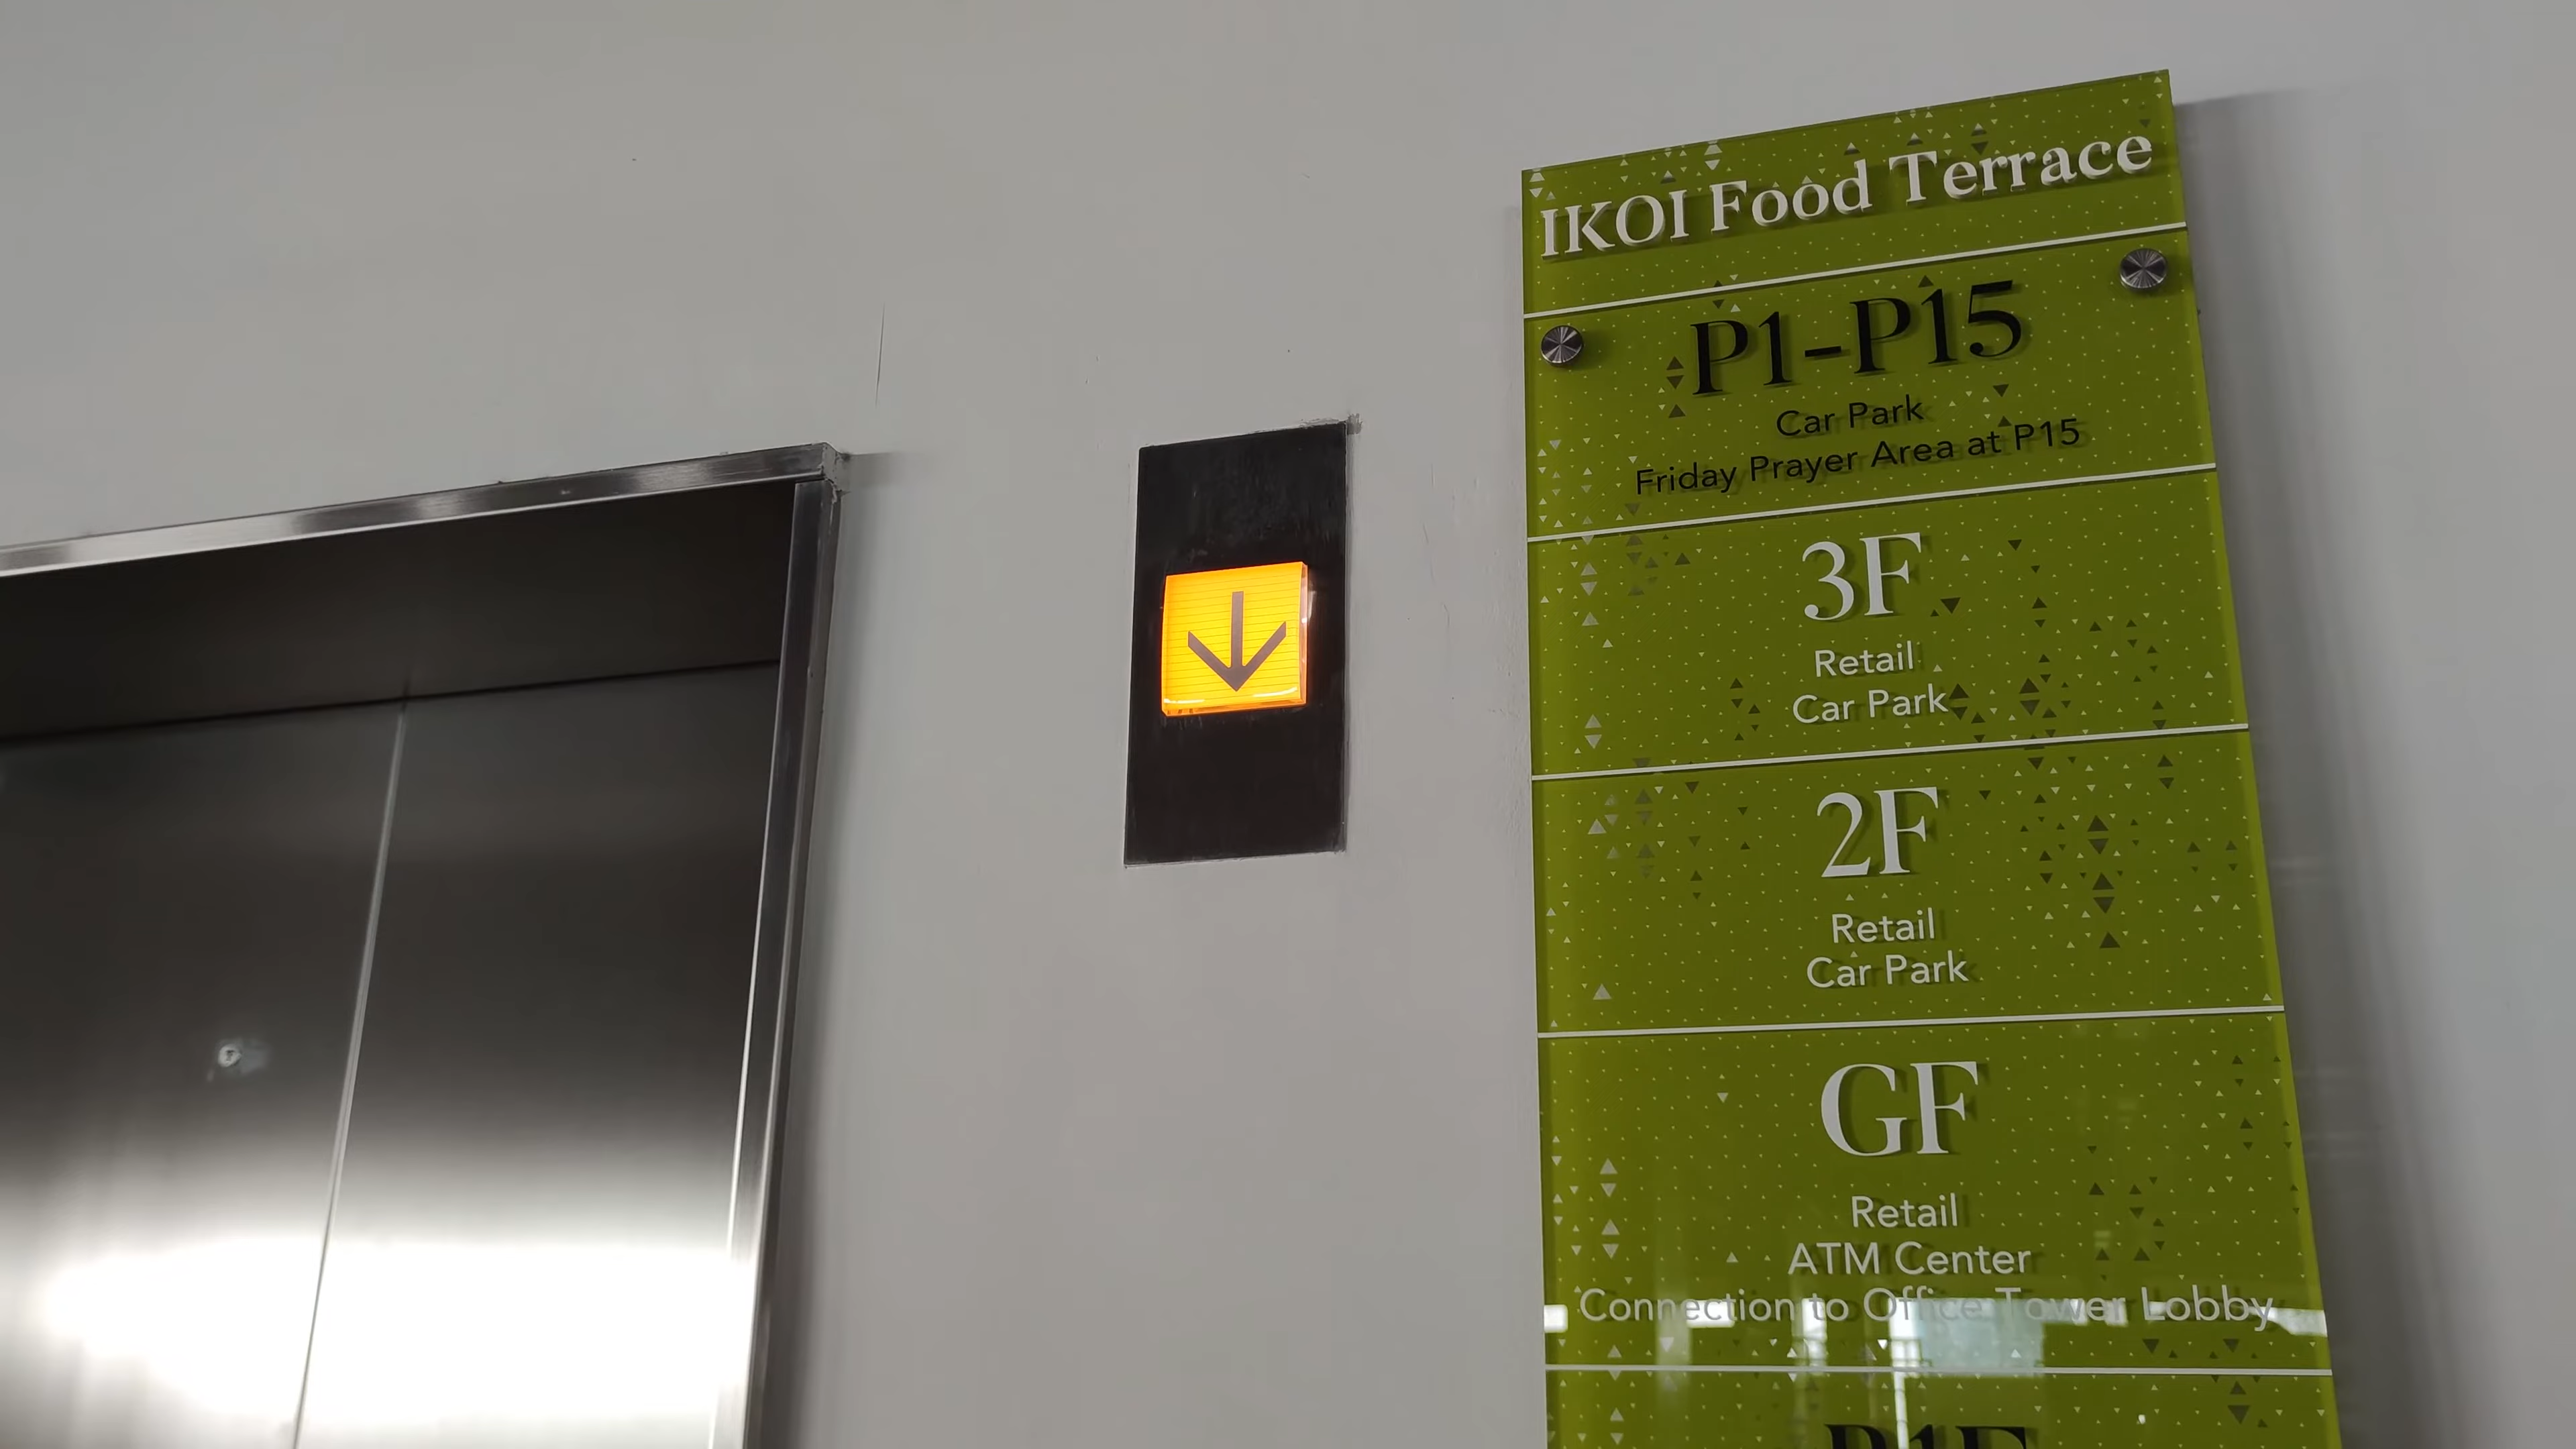 IKOI Food Terrace
P1-P15
Car Park
Friday Prayer Area at P15
3F
Retail
Car Park
2F
Retail
Car Park
GF
Retail
ATM Center
Connection to Office Tower Lobby